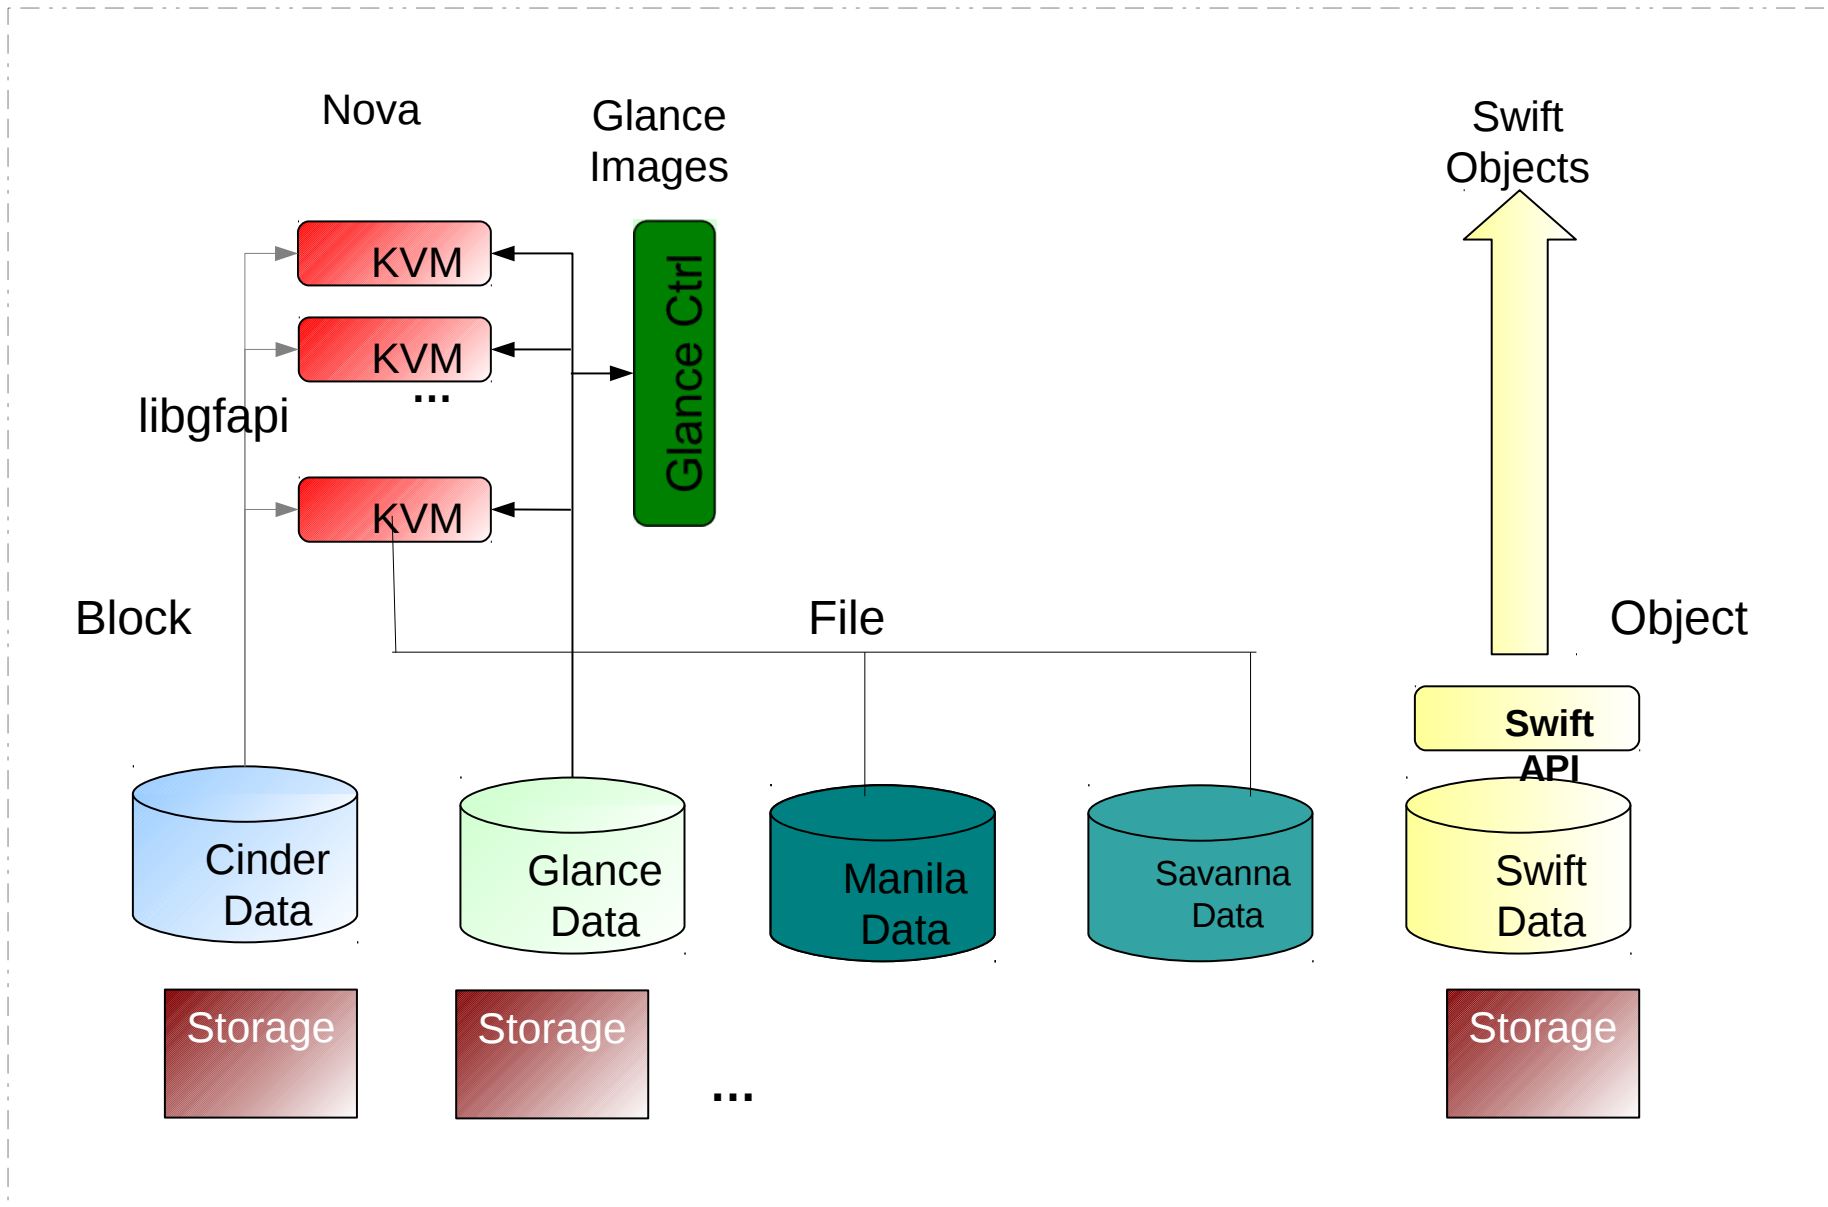 Nova
Glance
Images
Swift
Objects
KVM
KVM
...
libgfapi
KVM
Glance Ctrl
Block
File
Object
Swift
API
Cinder
Data
Glance
Data
Manila
Data
Savanna
Data
Swift
Data
Storage
Storage
...
Storage